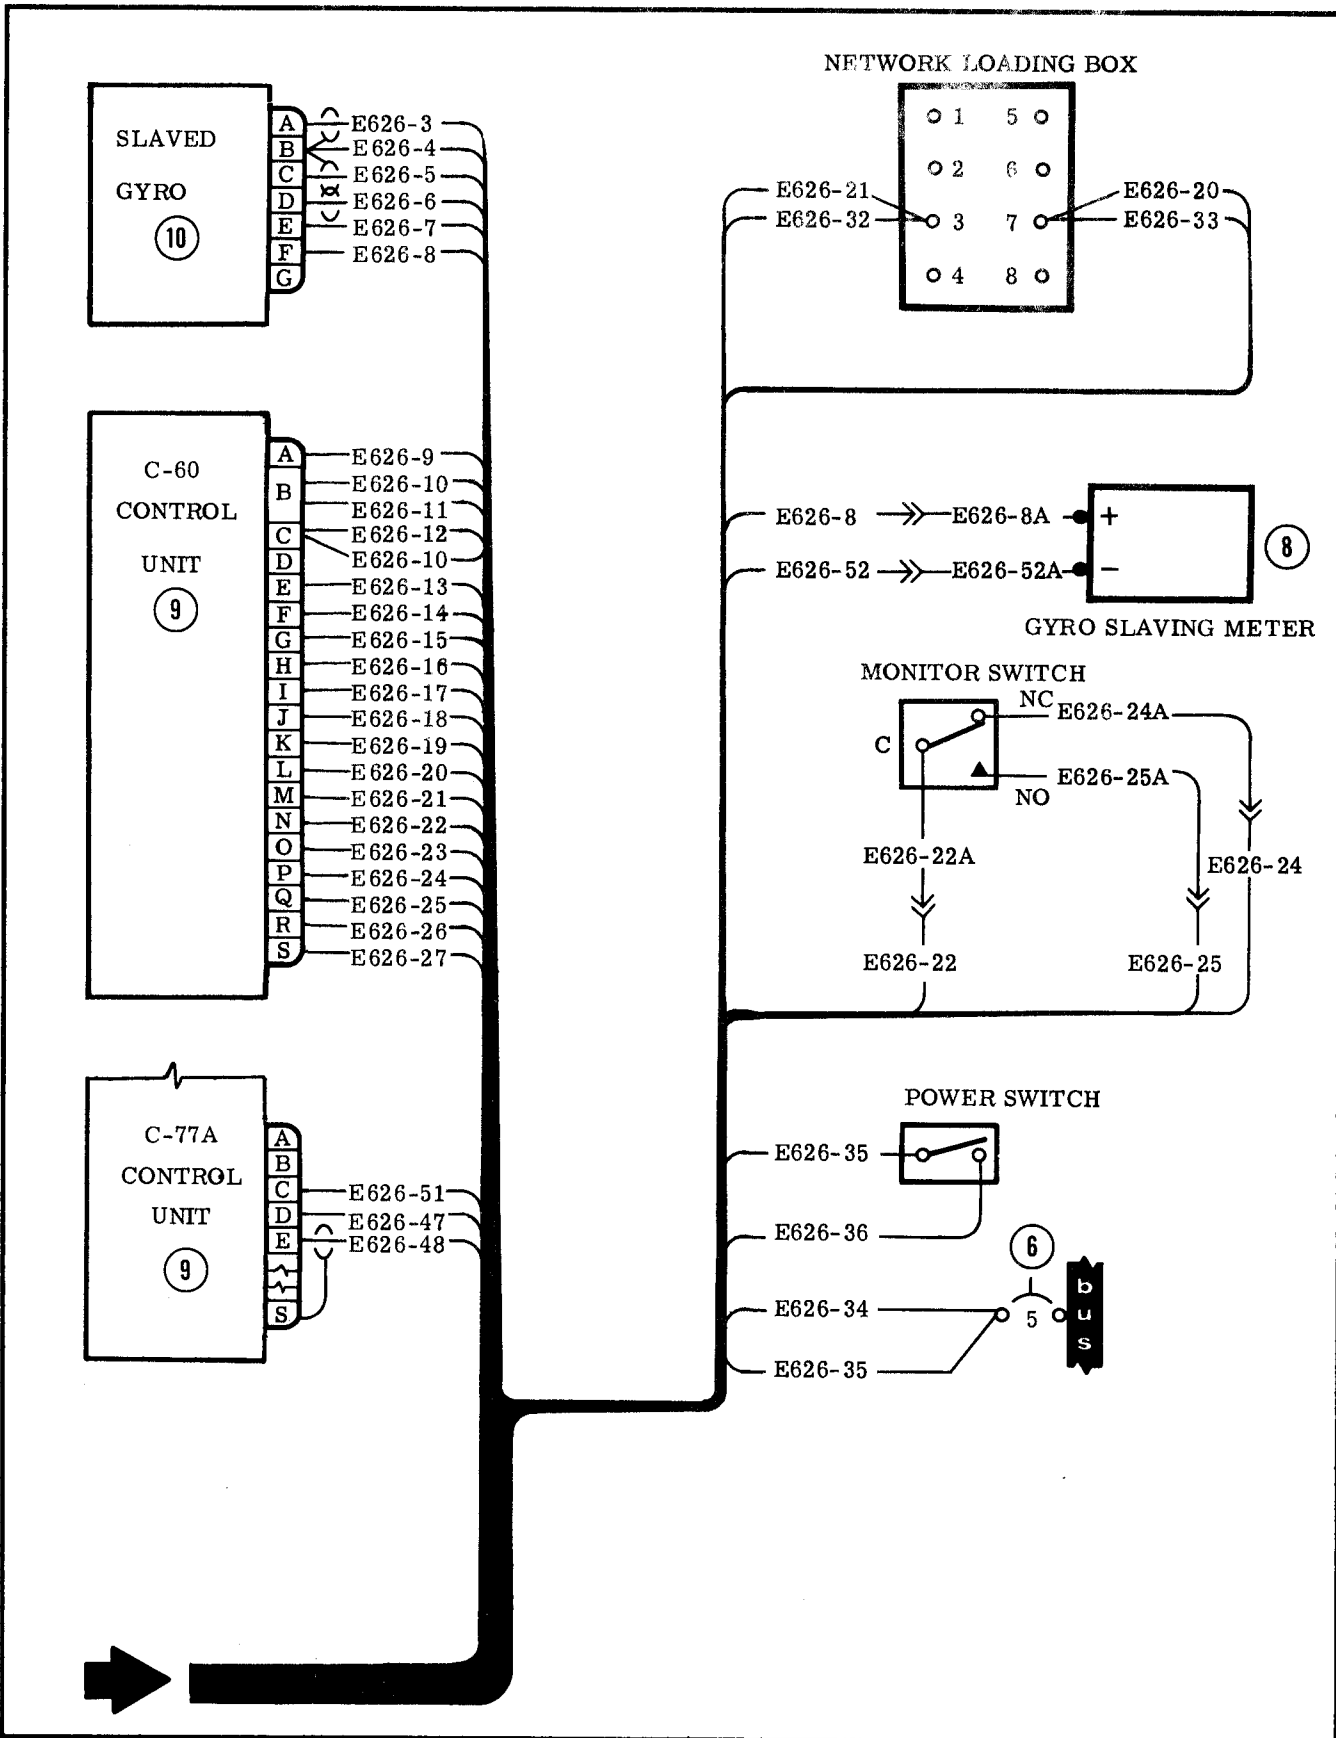 SLAVED
GYRO
10
A E626-3
B E626-4
C E626-5
D E626-6
E E626-7
F E626-8
G
C-60
CONTROL
UNIT
9
A E626-9
B E626-10
E626-11
C E626-12
E626-10
D
E E626-13
F E626-14
G E626-15
H E626-16
I E626-17
J E626-18
K E626-19
L E626-20
M E626-21
N E626-22
O E626-23
P E626-24
Q E626-25
R E626-26
S E626-27
C-77A
CONTROL
UNIT
9
A
B
C E626-51
D E626-47
E E626-48
S
NETWORK LOADING BOX
1 5
2 6
E626-21 E626-20
E626-32 3 7 E626-33
4 8
E626-8 E626-8A +
E626-52 E626-52A −
8
GYRO SLAVING METER
MONITOR SWITCH
NC E626-24A
C
NO E626-25A
E626-22A
E626-24
E626-22
E626-25
POWER SWITCH
E626-35
E626-36
6
E626-34
5
bus
E626-35